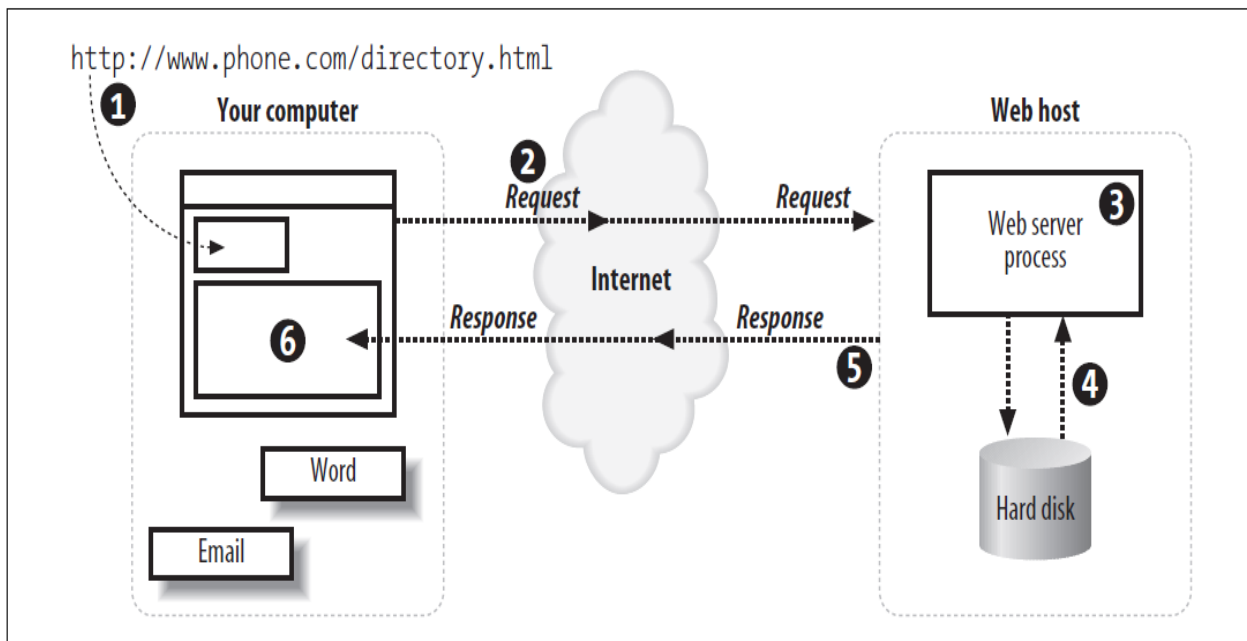 http://www.phone.com/directory.html
1
Your computer
Web host
2
Request
Request
3
Web server
process
Internet
Response
Response
6
5
4
Word
Hard disk
Email